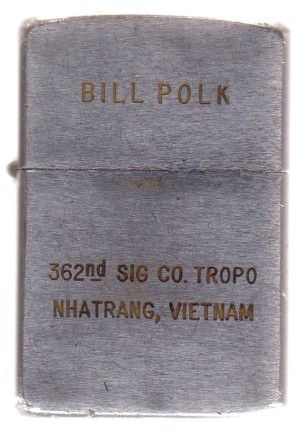 BILL POLK
362nd SIG CO. TROPO
NHATRANG, VIETNAM